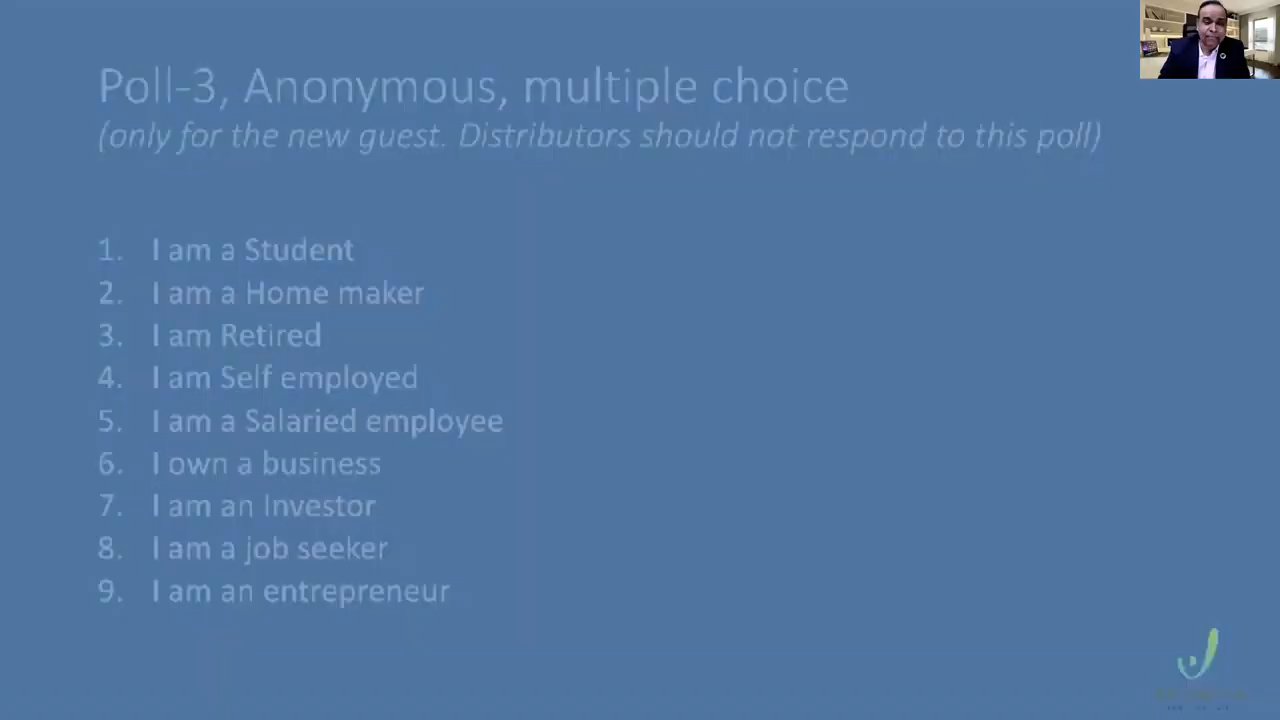 Poll-3, Anonymous, multiple choice
(only for the new guest. Distributors should not respond to this poll)
1. I am a Student
2. I am a Home maker
3. I am Retired
4. I am Self employed
5. I am a Salaried employee
6. I own a business
7. I am an Investor
8. I am a job seeker
9. I am an entrepreneur